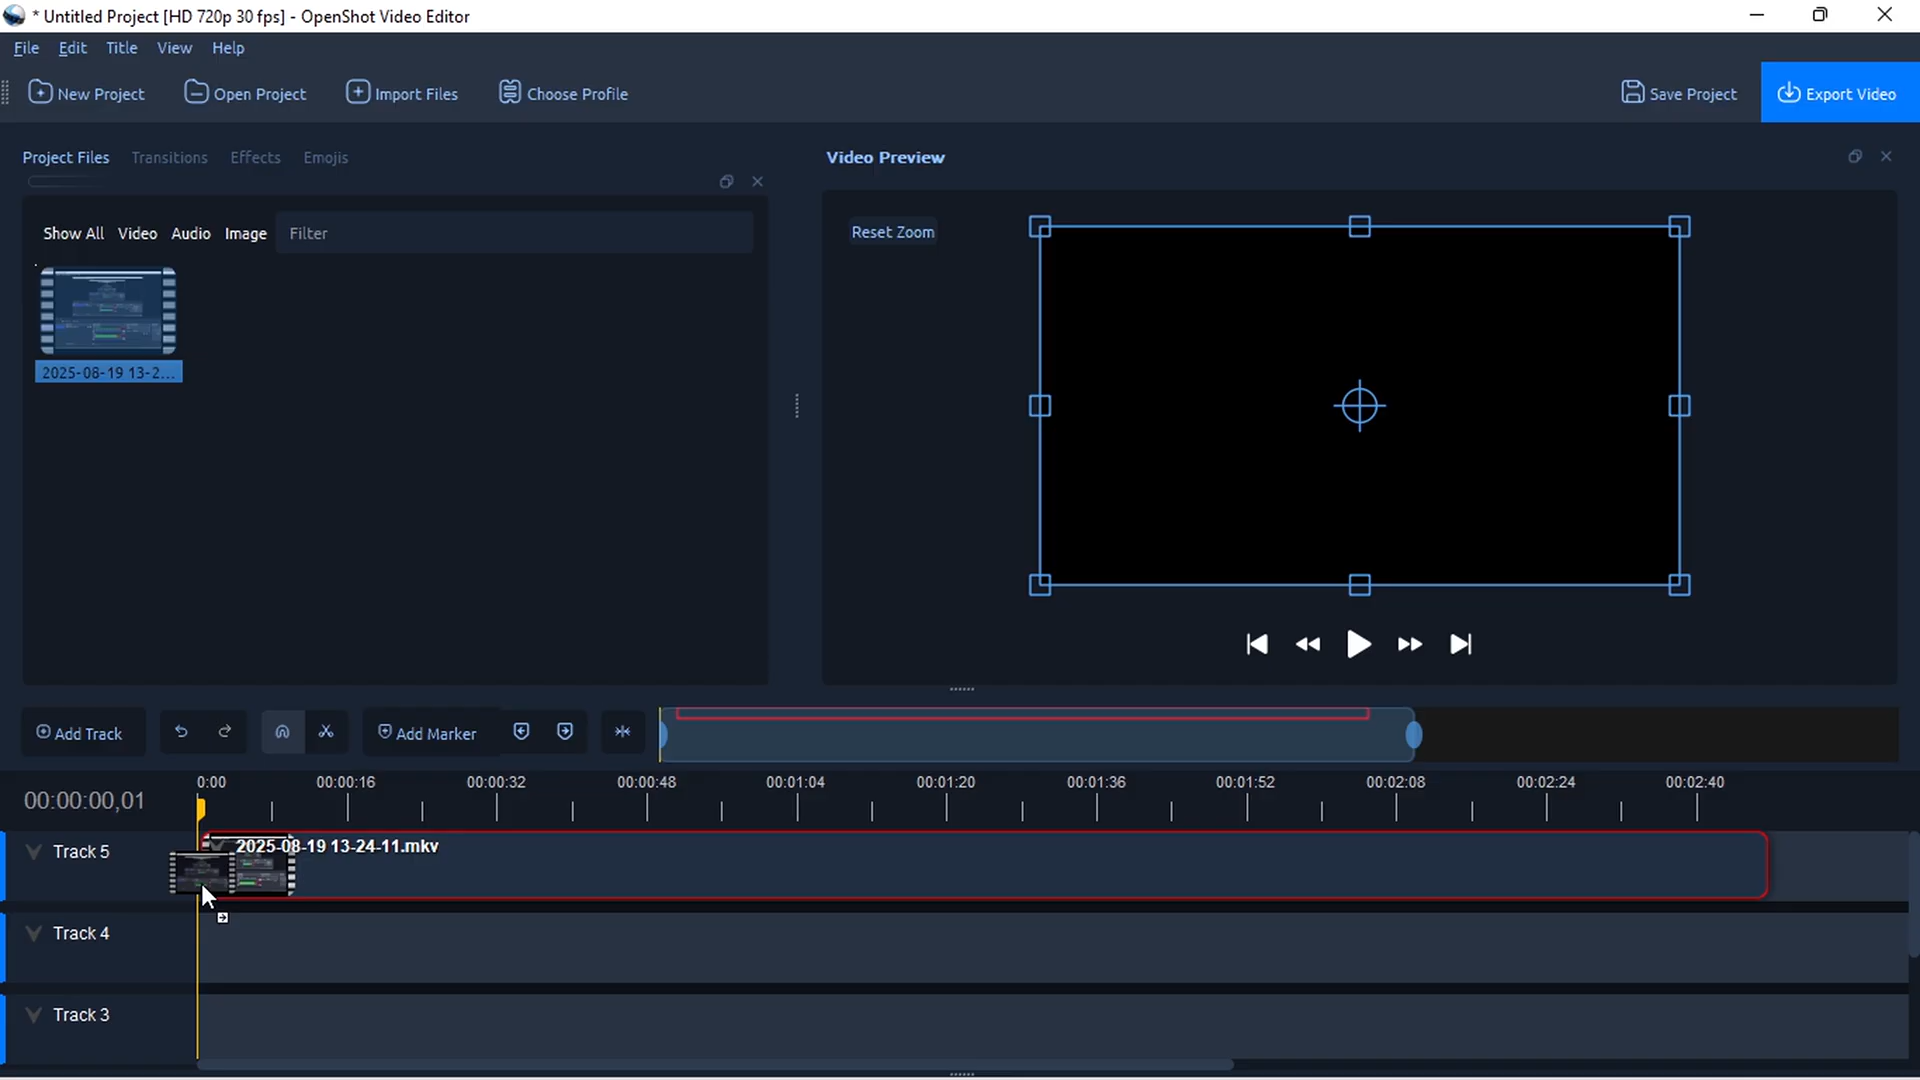 * Untitled Project [HD 720p 30 fps] - OpenShot Video Editor
File Edit Title View Help
New Project Open Project Import Files Choose Profile Save Project Export Video
Project Files Transitions Effects Emojis
Video Preview
Show All Video Audio Image Filter
Reset Zoom
2025-08-19 13-2...
Add Track Add Marker
00:00:00,01
0:00 00:00:16 00:00:32 00:00:48 00:01:04 00:01:20 00:01:36 00:01:52 00:02:08 00:02:24 00:02:40
Track 5
2025-08-19 13-24-11.mkv
Track 4
Track 3